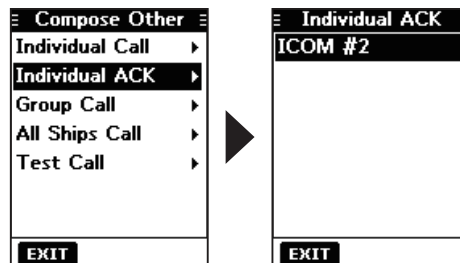 Compose Other
Individual Call
Individual ACK
Group Call
All Ships Call
Test Call
EXIT
Individual ACK
ICOM #2
EXIT